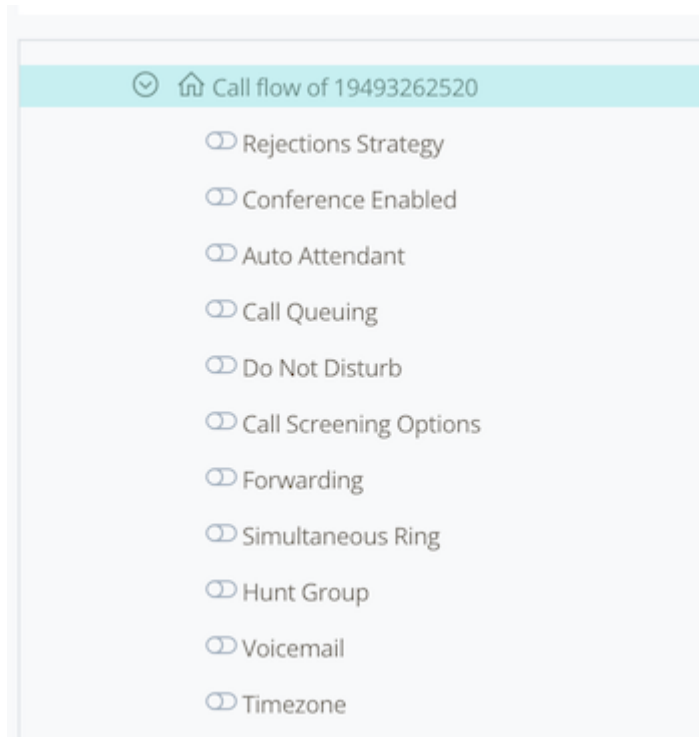 Call flow of 19493262520
Rejections Strategy
Conference Enabled
Auto Attendant
Call Queuing
Do Not Disturb
Call Screening Options
Forwarding
Simultaneous Ring
Hunt Group
Voicemail
Timezone